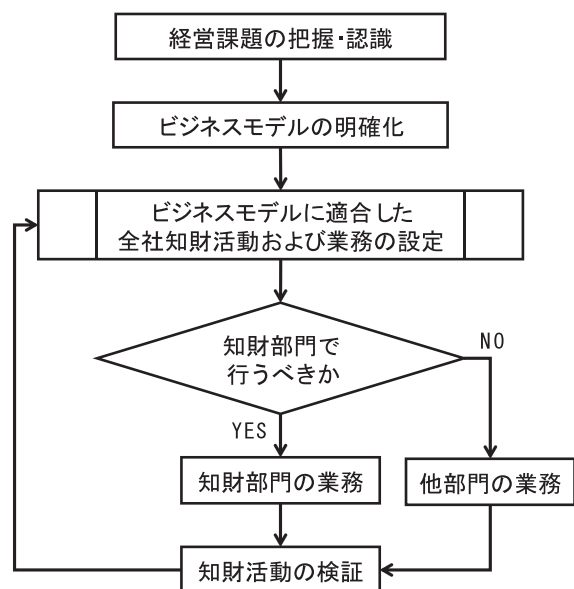 経営課題の把握・認識
ビジネスモデルの明確化
ビジネスモデルに適合した
全社知財活動および業務の設定
知財部門で
行うべきか
NO
YES
知財部門の業務
他部門の業務
知財活動の検証